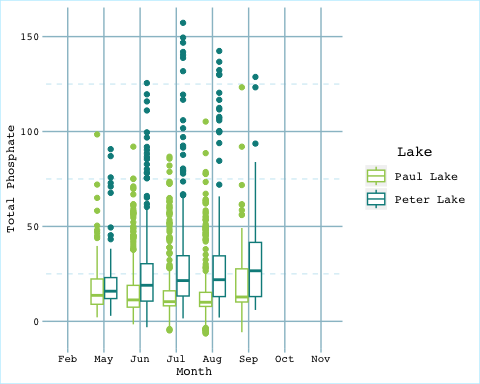 150
100
50
0
Total Phosphate
Feb May Jun Jul Aug Sep Oct Nov
Month
Lake
Paul Lake
Peter Lake